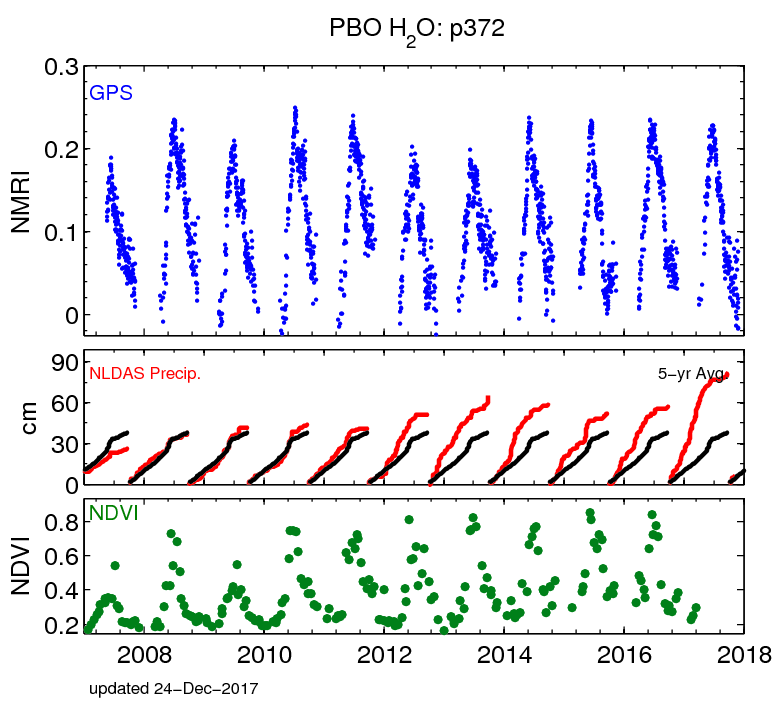 PBO H₂O: p372
0.3
GPS
0.2
NMRI
0.1
0
90
NLDAS Precip.
5−yr Avg.
60
cm
30
0
NDVI
0.8
0.6
NDVI
0.4
0.2
2008 2010 2012 2014 2016 2018
updated 24−Dec−2017